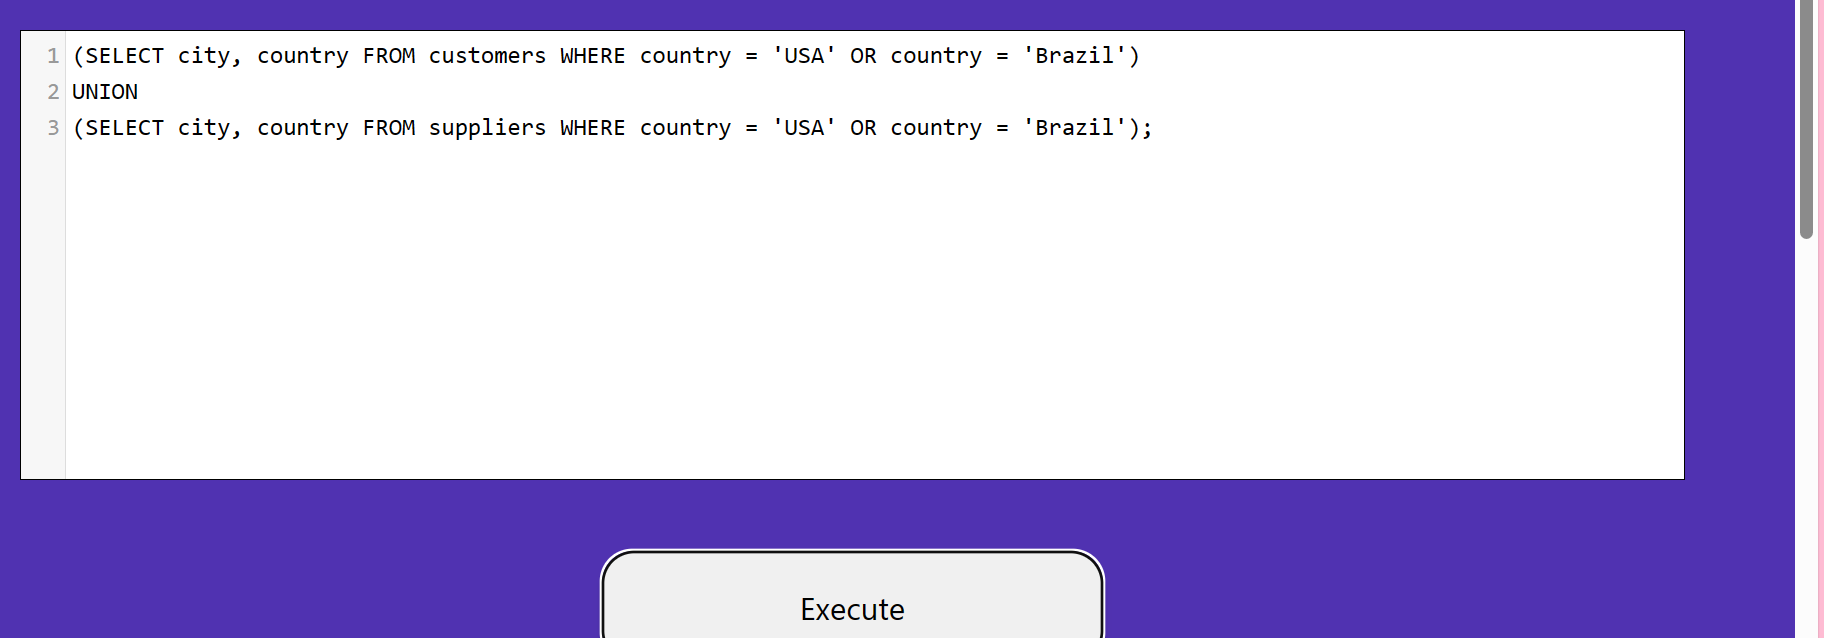 1 (SELECT city, country FROM customers WHERE country = 'USA' OR country = 'Brazil')
2 UNION
3 (SELECT city, country FROM suppliers WHERE country = 'USA' OR country = 'Brazil');
Execute